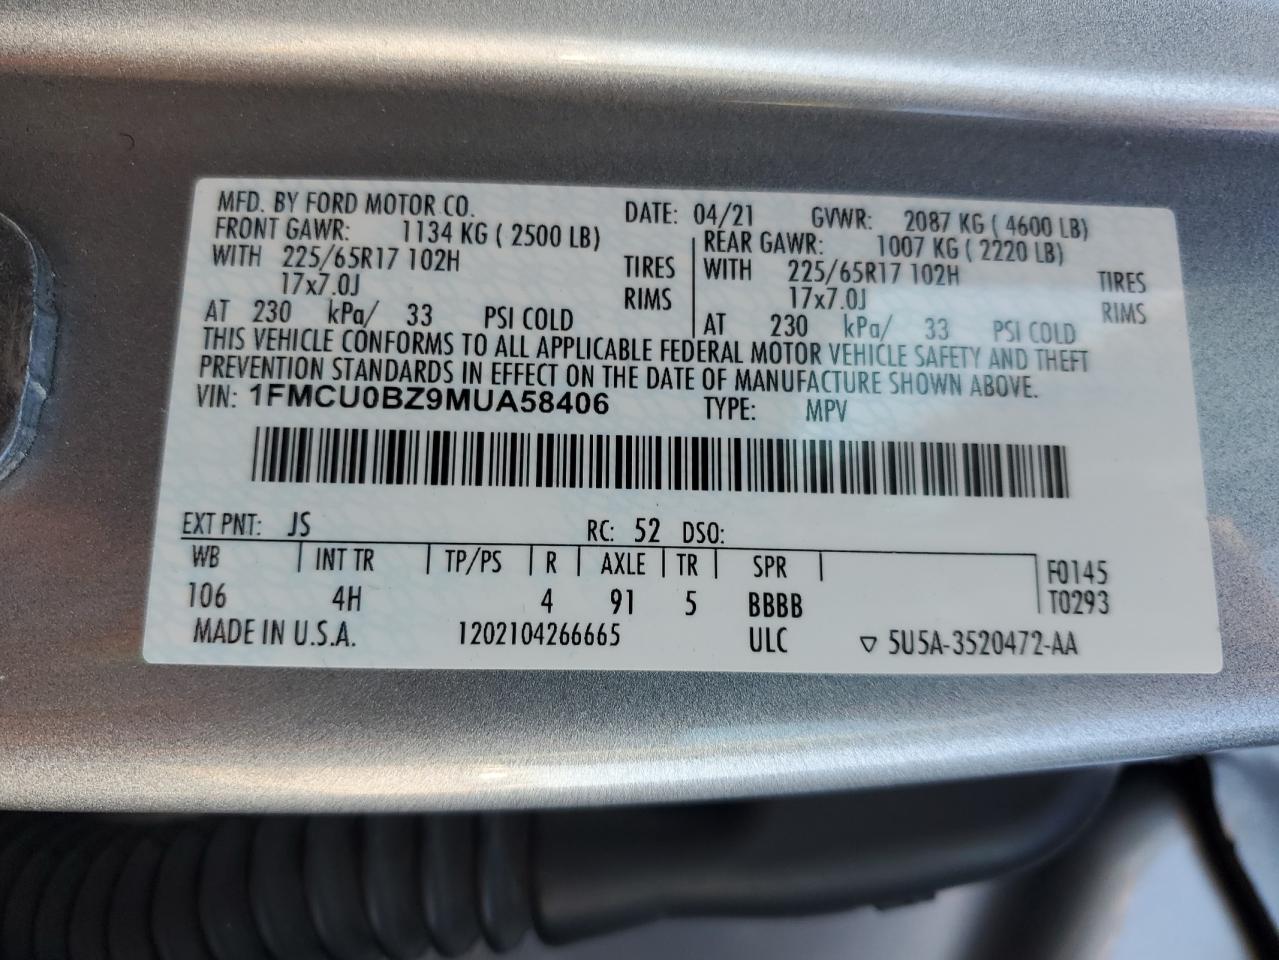 MFD. BY FORD MOTOR CO. DATE: 04/21 GVWR: 2087 KG ( 4600 LB)
FRONT GAWR: 1134 KG ( 2500 LB) REAR GAWR: 1007 KG ( 2220 LB)
WITH 225/65R17 102H TIRES WITH 225/65R17 102H TIRES
17x7.0J RIMS 17x7.0J RIMS
AT 230 kPa/ 33 PSI COLD AT 230 kPa/ 33 PSI COLD
THIS VEHICLE CONFORMS TO ALL APPLICABLE FEDERAL MOTOR VEHICLE SAFETY AND THEFT
PREVENTION STANDARDS IN EFFECT ON THE DATE OF MANUFACTURE SHOWN ABOVE.
VIN: 1FMCU0BZ9MUA58406 TYPE: MPV
EXT PNT: JS RC: 52 DSO:
WB INT TR TP/PS R AXLE TR SPR F0145
106 4H 4 91 5 BBBB T0293
MADE IN U.S.A. 1202104266665 ULC ▽ 5U5A-3520472-AA